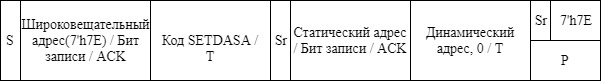 S
Широковещательный
адрес(7'h7E) / Бит
записи / ACK
Код SETDASA /
T
Sr
Статический адрес
/ Бит записи / ACK
Динамический
адрес, 0 / T
Sr
7'h7E
P